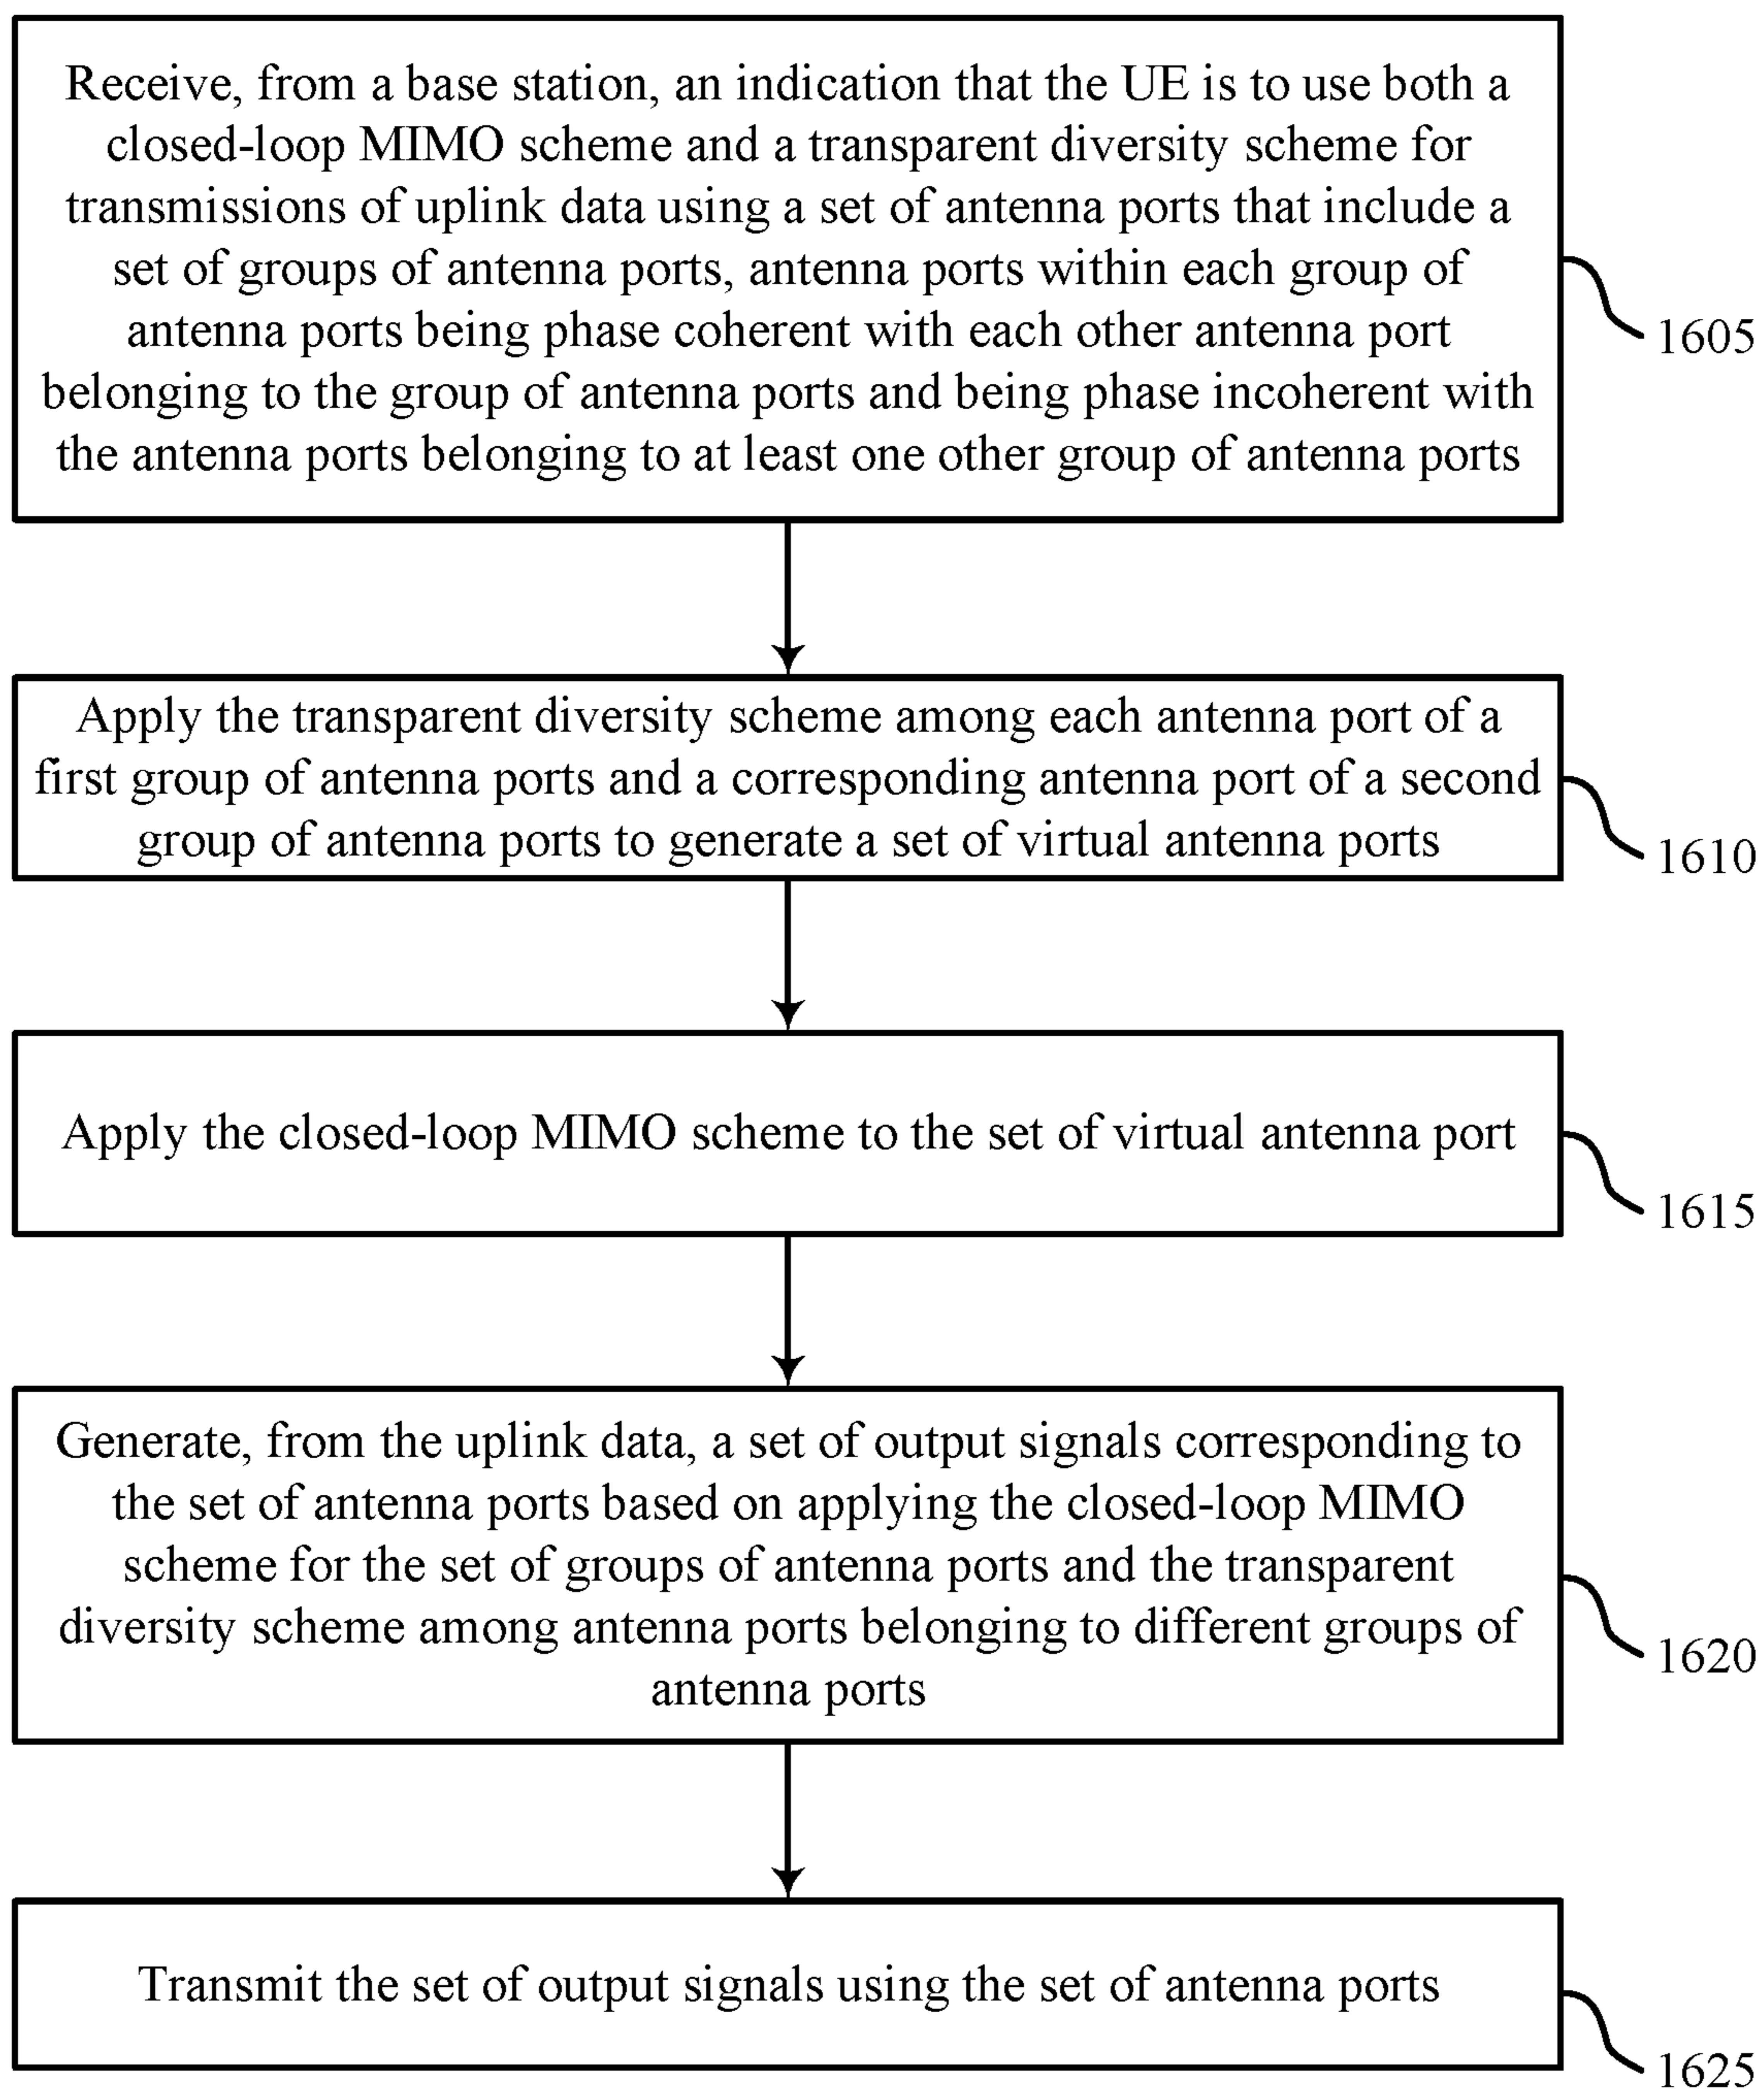 Receive, from a base station, an indication that the UE is to use both a
closed-loop MIMO scheme and a transparent diversity scheme for
transmissions of uplink data using a set of antenna ports that include a
set of groups of antenna ports, antenna ports within each group of
antenna ports being phase coherent with each other antenna port
belonging to the group of antenna ports and being phase incoherent with
the antenna ports belonging to at least one other group of antenna ports
1605
Apply the transparent diversity scheme among each antenna port of a
first group of antenna ports and a corresponding antenna port of a second
group of antenna ports to generate a set of virtual antenna ports
1610
Apply the closed-loop MIMO scheme to the set of virtual antenna port
1615
Generate, from the uplink data, a set of output signals corresponding to
the set of antenna ports based on applying the closed-loop MIMO
scheme for the set of groups of antenna ports and the transparent
diversity scheme among antenna ports belonging to different groups of
antenna ports
1620
Transmit the set of output signals using the set of antenna ports
1625